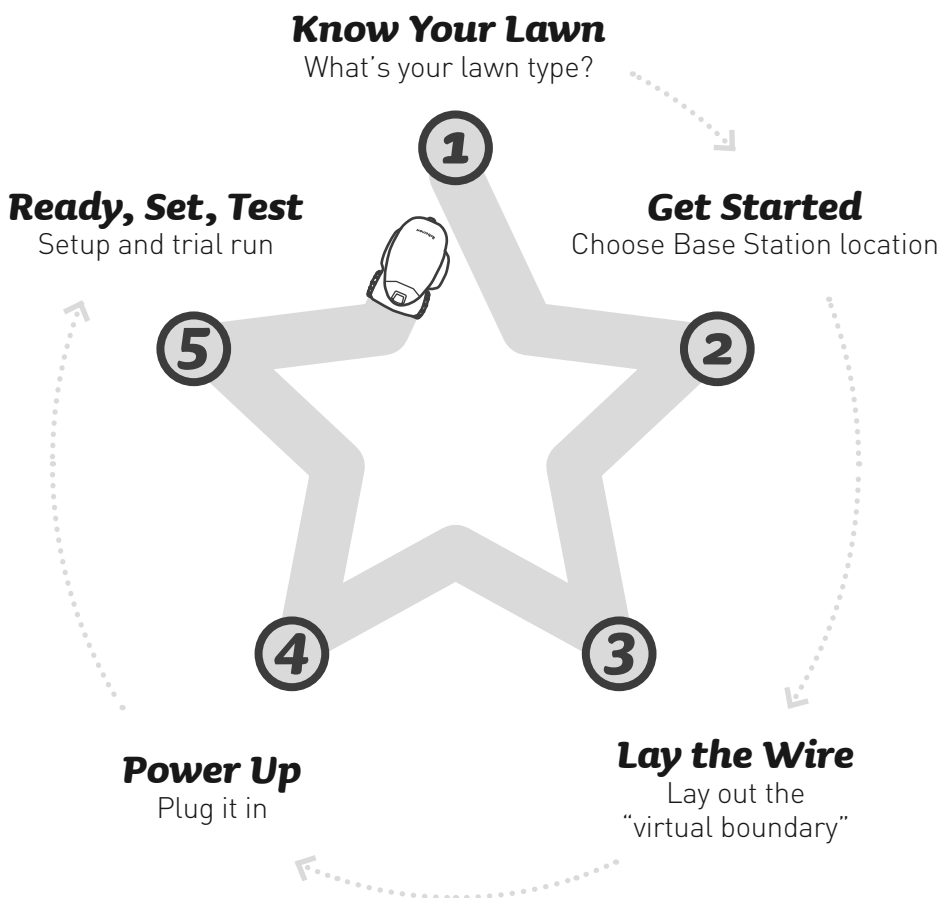 Know Your Lawn
What's your lawn type?
1
Ready, Set, Test
Setup and trial run
Get Started
Choose Base Station location
5
2
4
3
Power Up
Plug it in
Lay the Wire
Lay out the
“virtual boundary”